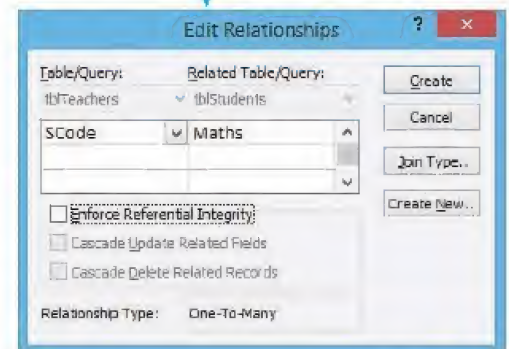 Edit Relationships ?
Table/Query: Related Table/Query:
tblTeachers tblStudents
SCode Maths
Enforce Referential Integrity
Cascade Update Related Fields
Cascade Delete Related Records
Relationship Type: One-To-Many
Create
Cancel
Join Type..
Create New..